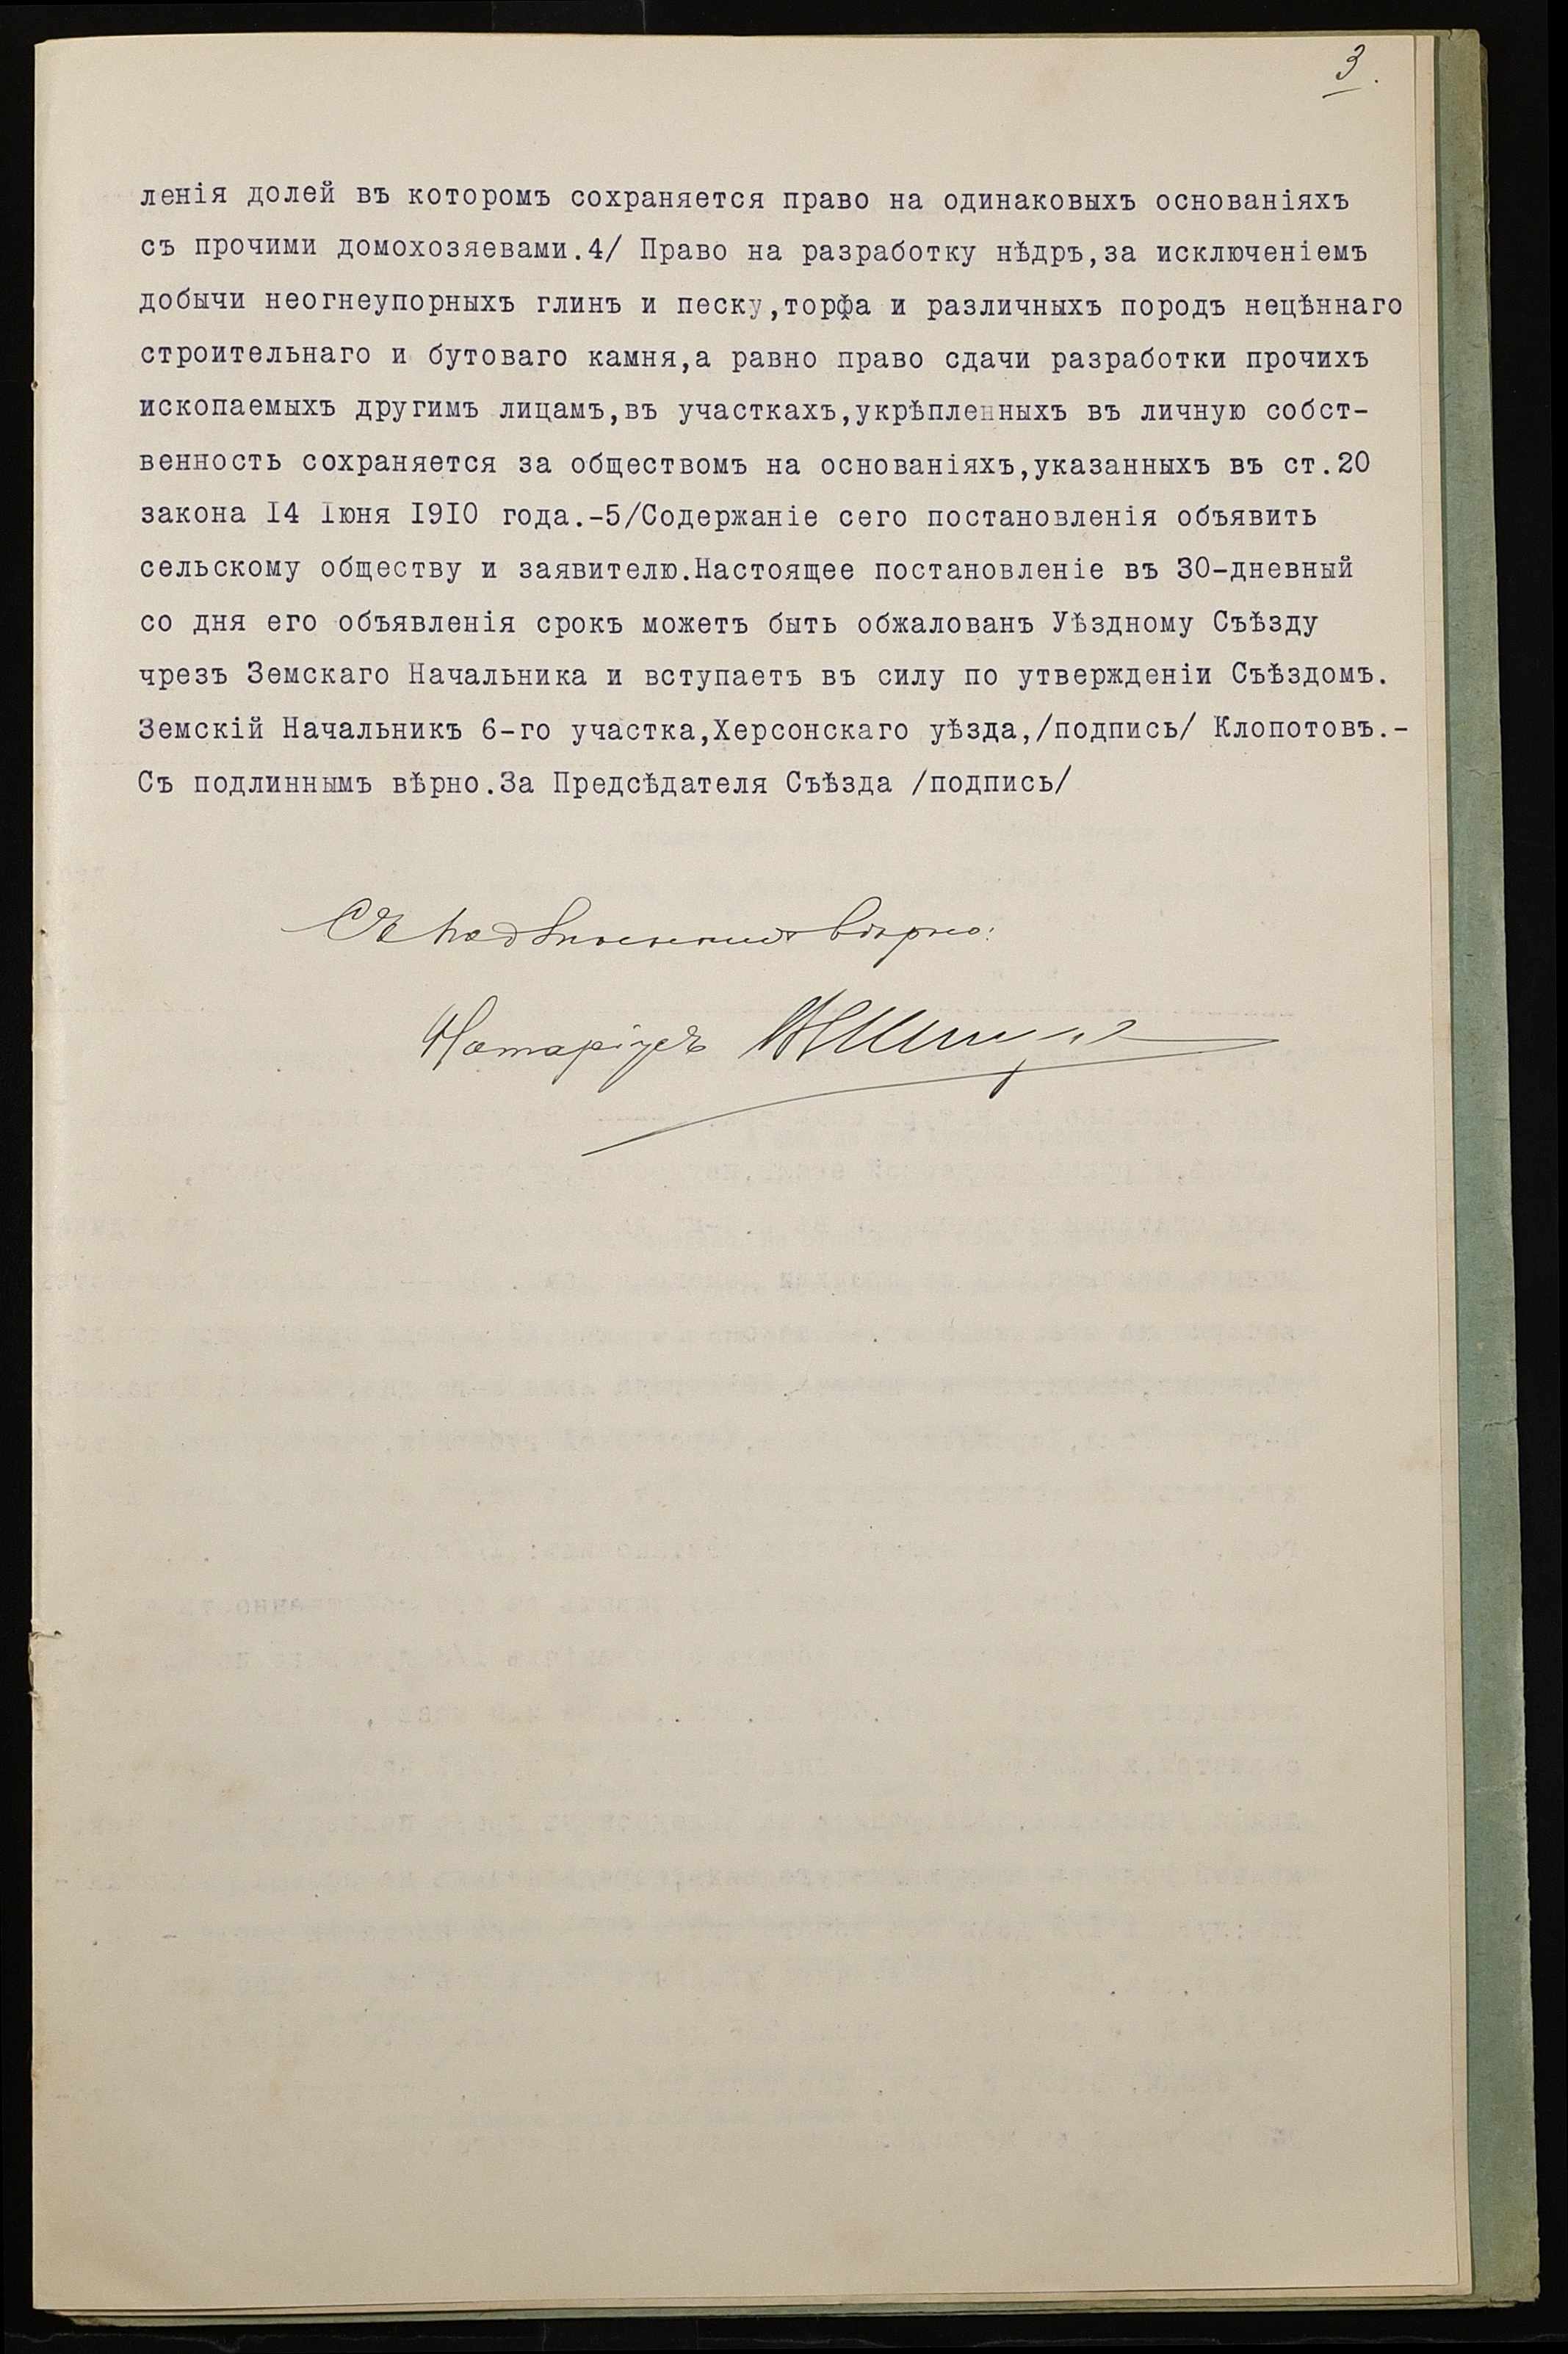 3.
ленія долей въ которомъ сохраняется право на одинаковыхъ основаніяхъ
съ прочими домохозяевами.4/ Право на разработку нѣдръ,за исключеніемъ
добычи неогнеупорныхъ глинъ и песку,торфа и различныхъ породъ нецѣннаго
строительнаго и бутоваго камня,а равно право сдачи разработки прочихъ
ископаемыхъ другимъ лицамъ,въ участкахъ,укрѣпленныхъ въ личную собст-
венность сохраняется за обществомъ на основаніяхъ,указанныхъ въ ст.20
закона I4 Iюня I9I0 года.-5/Содержаніе сего постановленія объявить
сельскому обществу и заявителю.Настоящее постановленіе въ 30-дневный
со дня его объявленія срокъ можетъ быть обжалованъ Уѣздному Съѣзду
чрезъ Земскаго Начальника и вступаетъ въ силу по утвержденіи Съѣздомъ.
Земскій Начальникъ 6-го участка,Херсонскаго уѣзда,/подпись/ Клопотовъ.-
Съ подлиннымъ вѣрно.За Предсѣдателя Съѣзда /подпись/
Съ подлиннымъ вѣрно:
Нотаріусъ